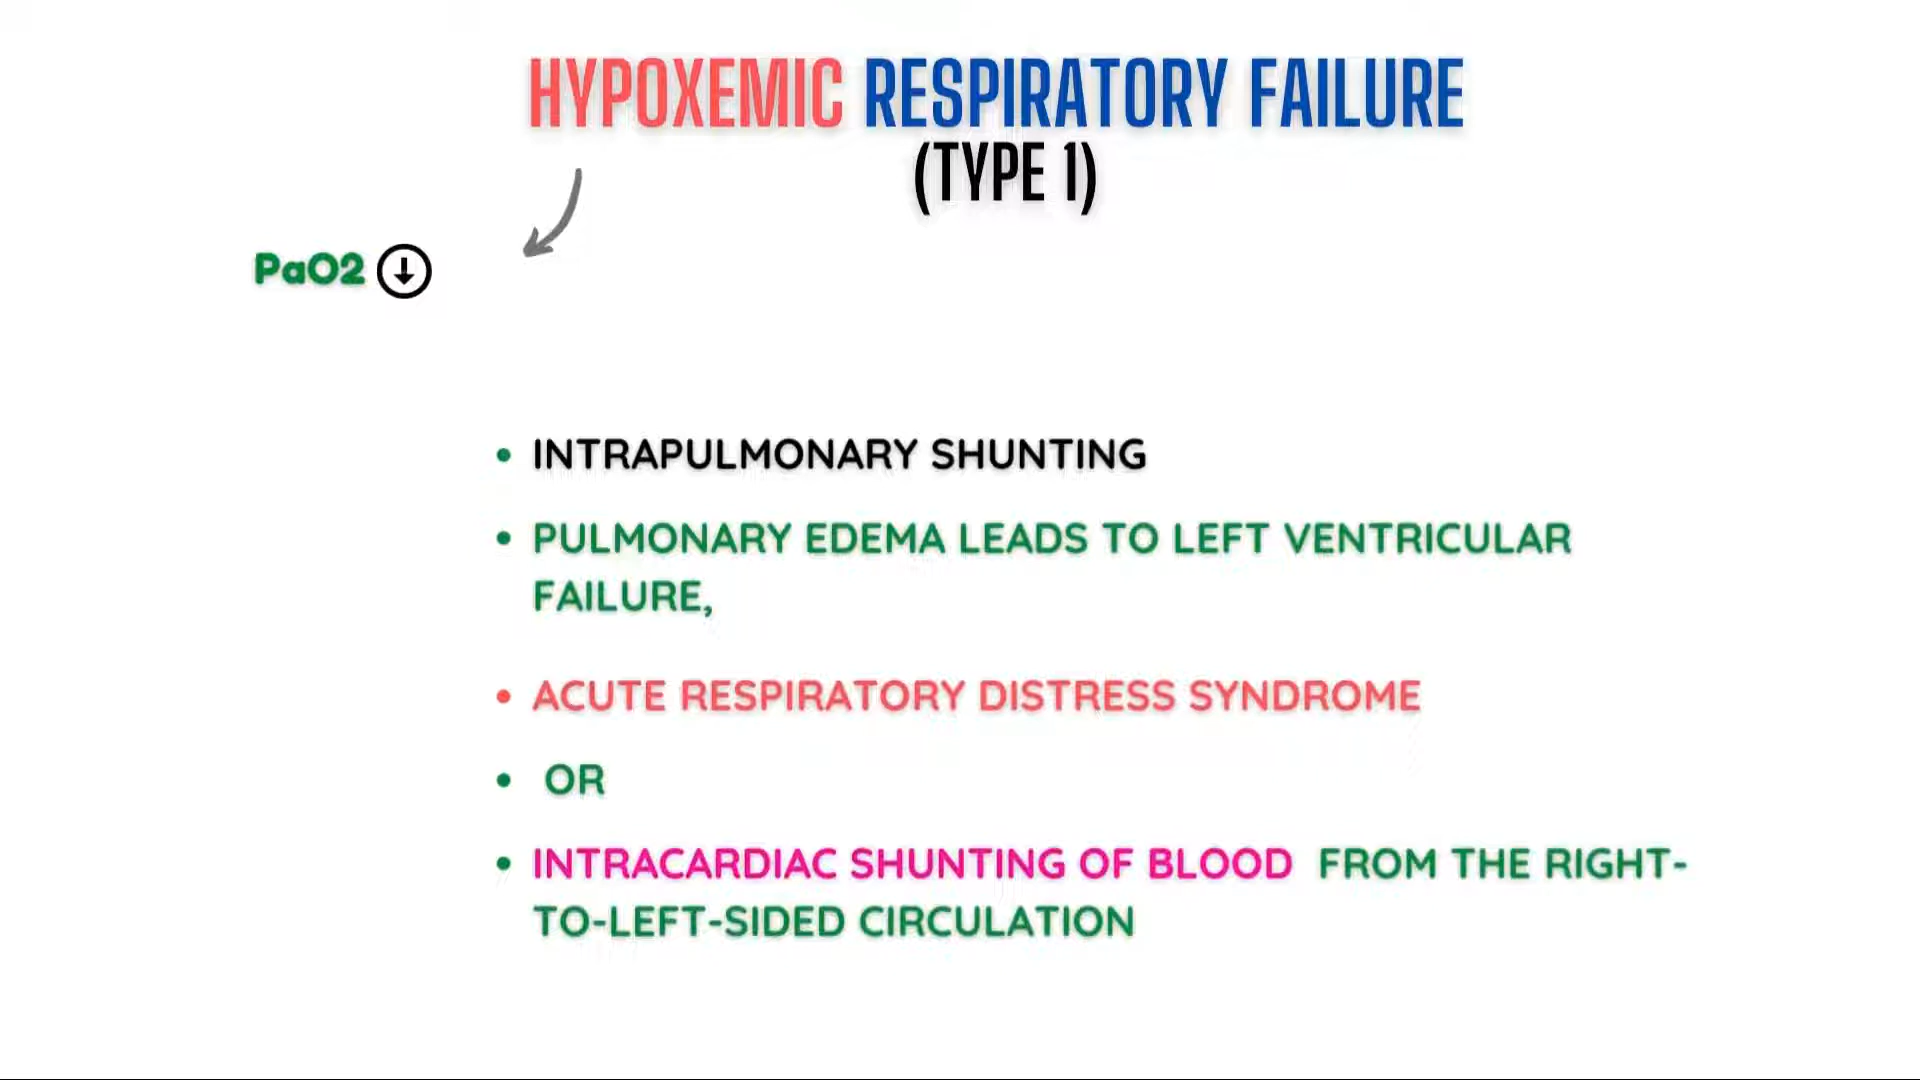 HYPOXEMIC RESPIRATORY FAILURE
(TYPE 1)
PaO2
• INTRAPULMONARY SHUNTING
• PULMONARY EDEMA LEADS TO LEFT VENTRICULAR
FAILURE,
• ACUTE RESPIRATORY DISTRESS SYNDROME
• OR
• INTRACARDIAC SHUNTING OF BLOOD FROM THE RIGHT-
TO-LEFT-SIDED CIRCULATION